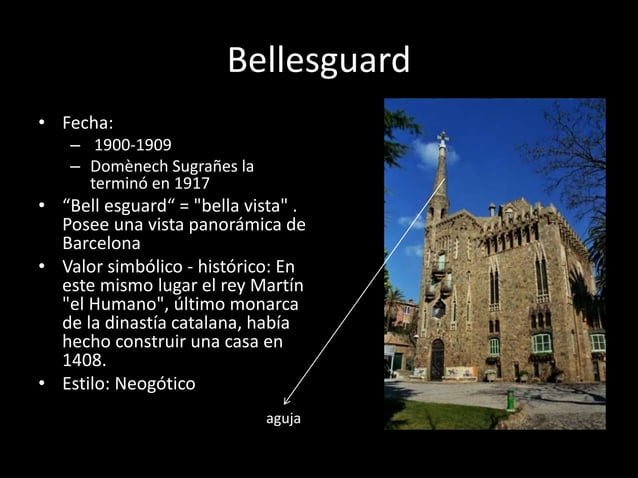 Bellesguard
• Fecha:
– 1900-1909
– Domènech Sugrañes la
terminó en 1917
• “Bell esguard“ = "bella vista" .
Posee una vista panorámica de
Barcelona
• Valor simbólico - histórico: En
este mismo lugar el rey Martín
"el Humano", último monarca
de la dinastía catalana, había
hecho construir una casa en
1408.
• Estilo: Neogótico
aguja